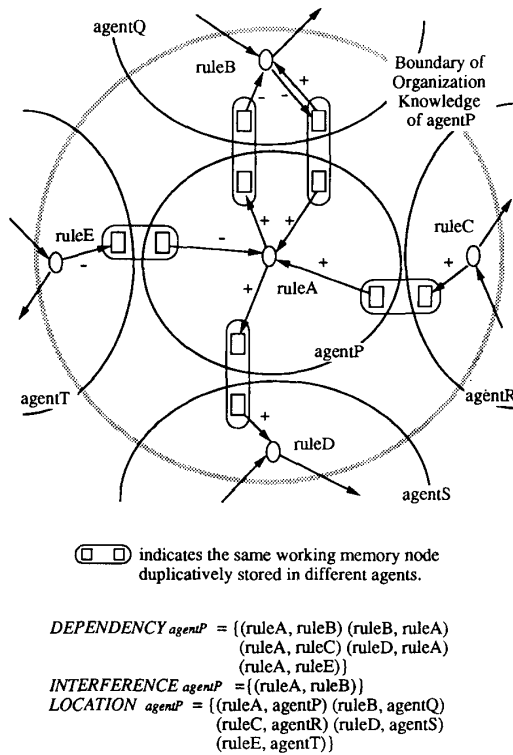 agentQ
ruleB
+
-
-
Boundary of
Organization
Knowledge
of agentP
+
+
ruleE
-
-
ruleC
+
+
ruleA
+
agentP
agentT
agentR
+
ruleD
agentS
indicates the same working memory node
duplicatively stored in different agents.
DEPENDENCY agentP = {(ruleA, ruleB) (ruleB, ruleA)
(ruleA, ruleC) (ruleD, ruleA)
(ruleA, ruleE)}
INTERFERENCE agentP ={(ruleA, ruleB)}
LOCATION agentP = {(ruleA, agentP) (ruleB, agentQ)
(ruleC, agentR) (ruleD, agentS)
(ruleE, agentT)}